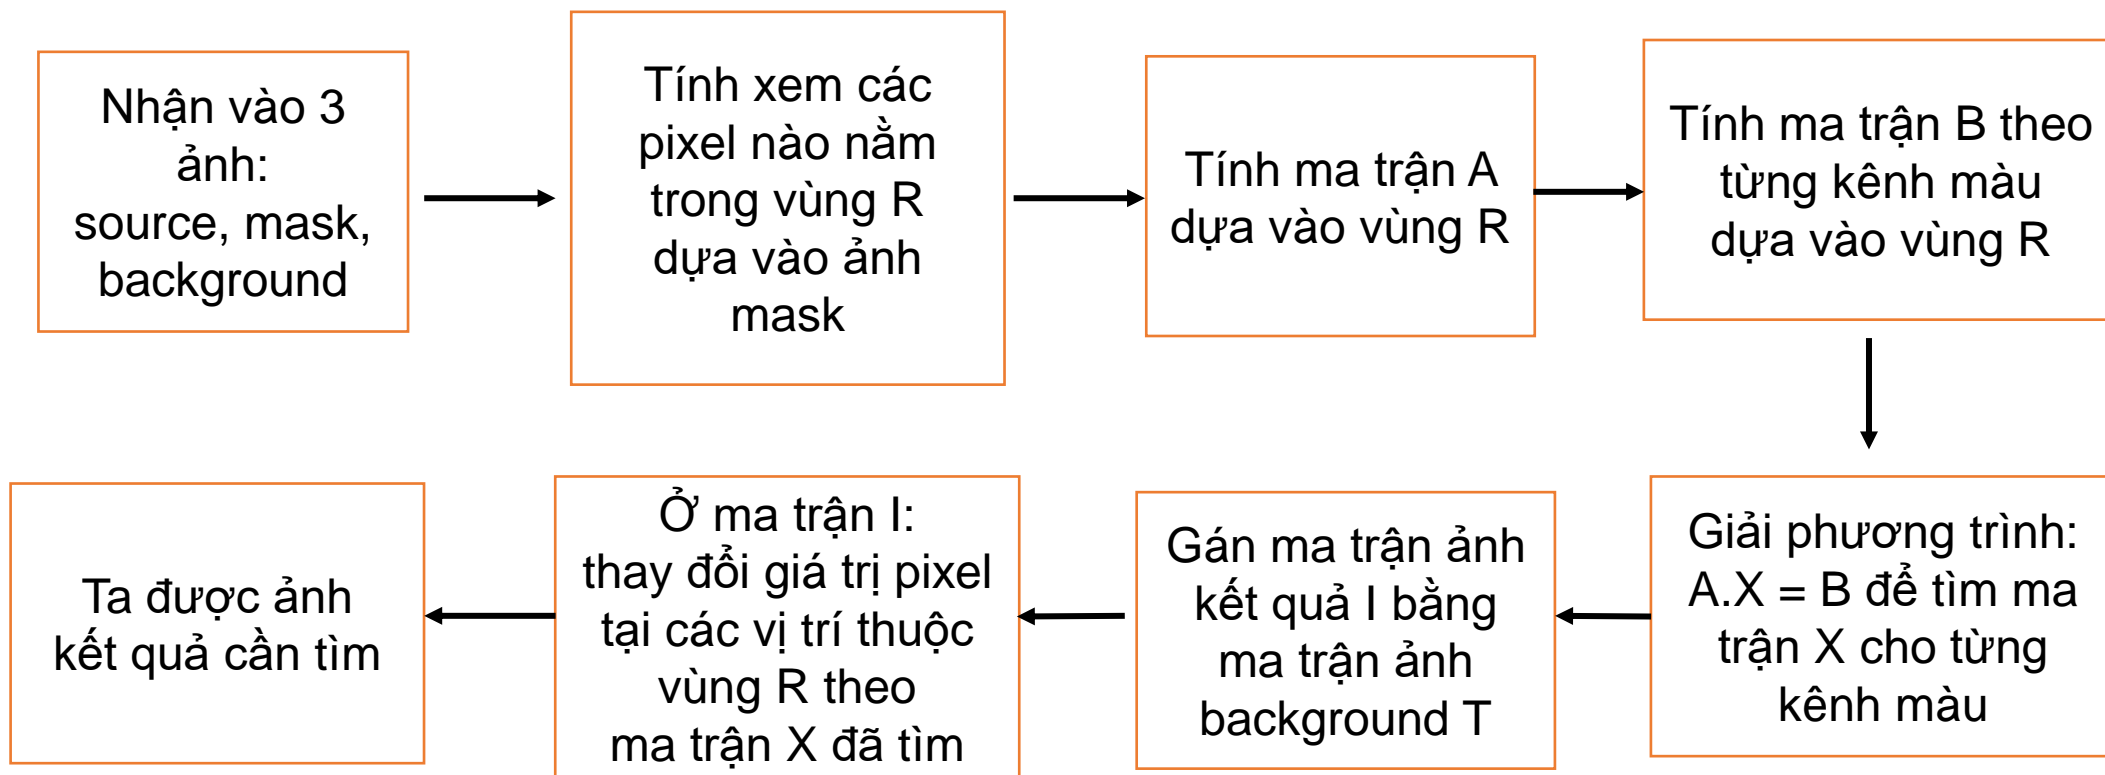 Nhận vào 3
ảnh:
source, mask,
background
Tính xem các
pixel nào nằm
trong vùng R
dựa vào ảnh
mask
Tính ma trận A
dựa vào vùng R
Tính ma trận B theo
từng kênh màu
dựa vào vùng R
Giải phương trình:
A.X = B để tìm ma
trận X cho từng
kênh màu
Gán ma trận ảnh
kết quả I bằng
ma trận ảnh
background T
Ở ma trận I:
thay đổi giá trị pixel
tại các vị trí thuộc
vùng R theo
ma trận X đã tìm
Ta được ảnh
kết quả cần tìm